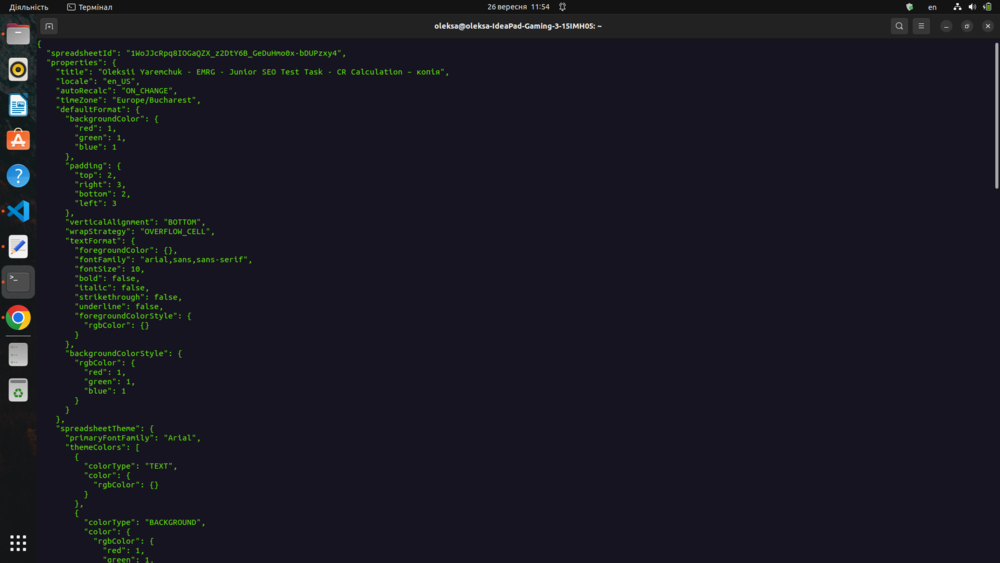 Діяльність
Термінал
26 вересня 11:54
en
oleksa@oleksa-IdeaPad-Gaming-3-15IMH05: ~
{
"spreadsheetId": "1WoJJcRpq8IOGaQZX_z2DtY6B_GeDuHmo0x-bDUPzxy4",
"properties": {
"title": "Oleksii Yaremchuk - EMRG - Junior SEO Test Task - CR Calculation – копія",
"locale": "en_US",
"autoRecalc": "ON_CHANGE",
"timeZone": "Europe/Bucharest",
"defaultFormat": {
"backgroundColor": {
"red": 1,
"green": 1,
"blue": 1
},
"padding": {
"top": 2,
"right": 3,
"bottom": 2,
"left": 3
},
"verticalAlignment": "BOTTOM",
"wrapStrategy": "OVERFLOW_CELL",
"textFormat": {
"foregroundColor": {},
"fontFamily": "arial,sans,sans-serif",
"fontSize": 10,
"bold": false,
"italic": false,
"strikethrough": false,
"underline": false,
"foregroundColorStyle": {
"rgbColor": {}
}
},
"backgroundColorStyle": {
"rgbColor": {
"red": 1,
"green": 1,
"blue": 1
}
}
},
"spreadsheetTheme": {
"primaryFontFamily": "Arial",
"themeColors": [
{
"colorType": "TEXT",
"color": {
"rgbColor": {}
}
},
{
"colorType": "BACKGROUND",
"color": {
"rgbColor": {
"red": 1,
"green": 1,